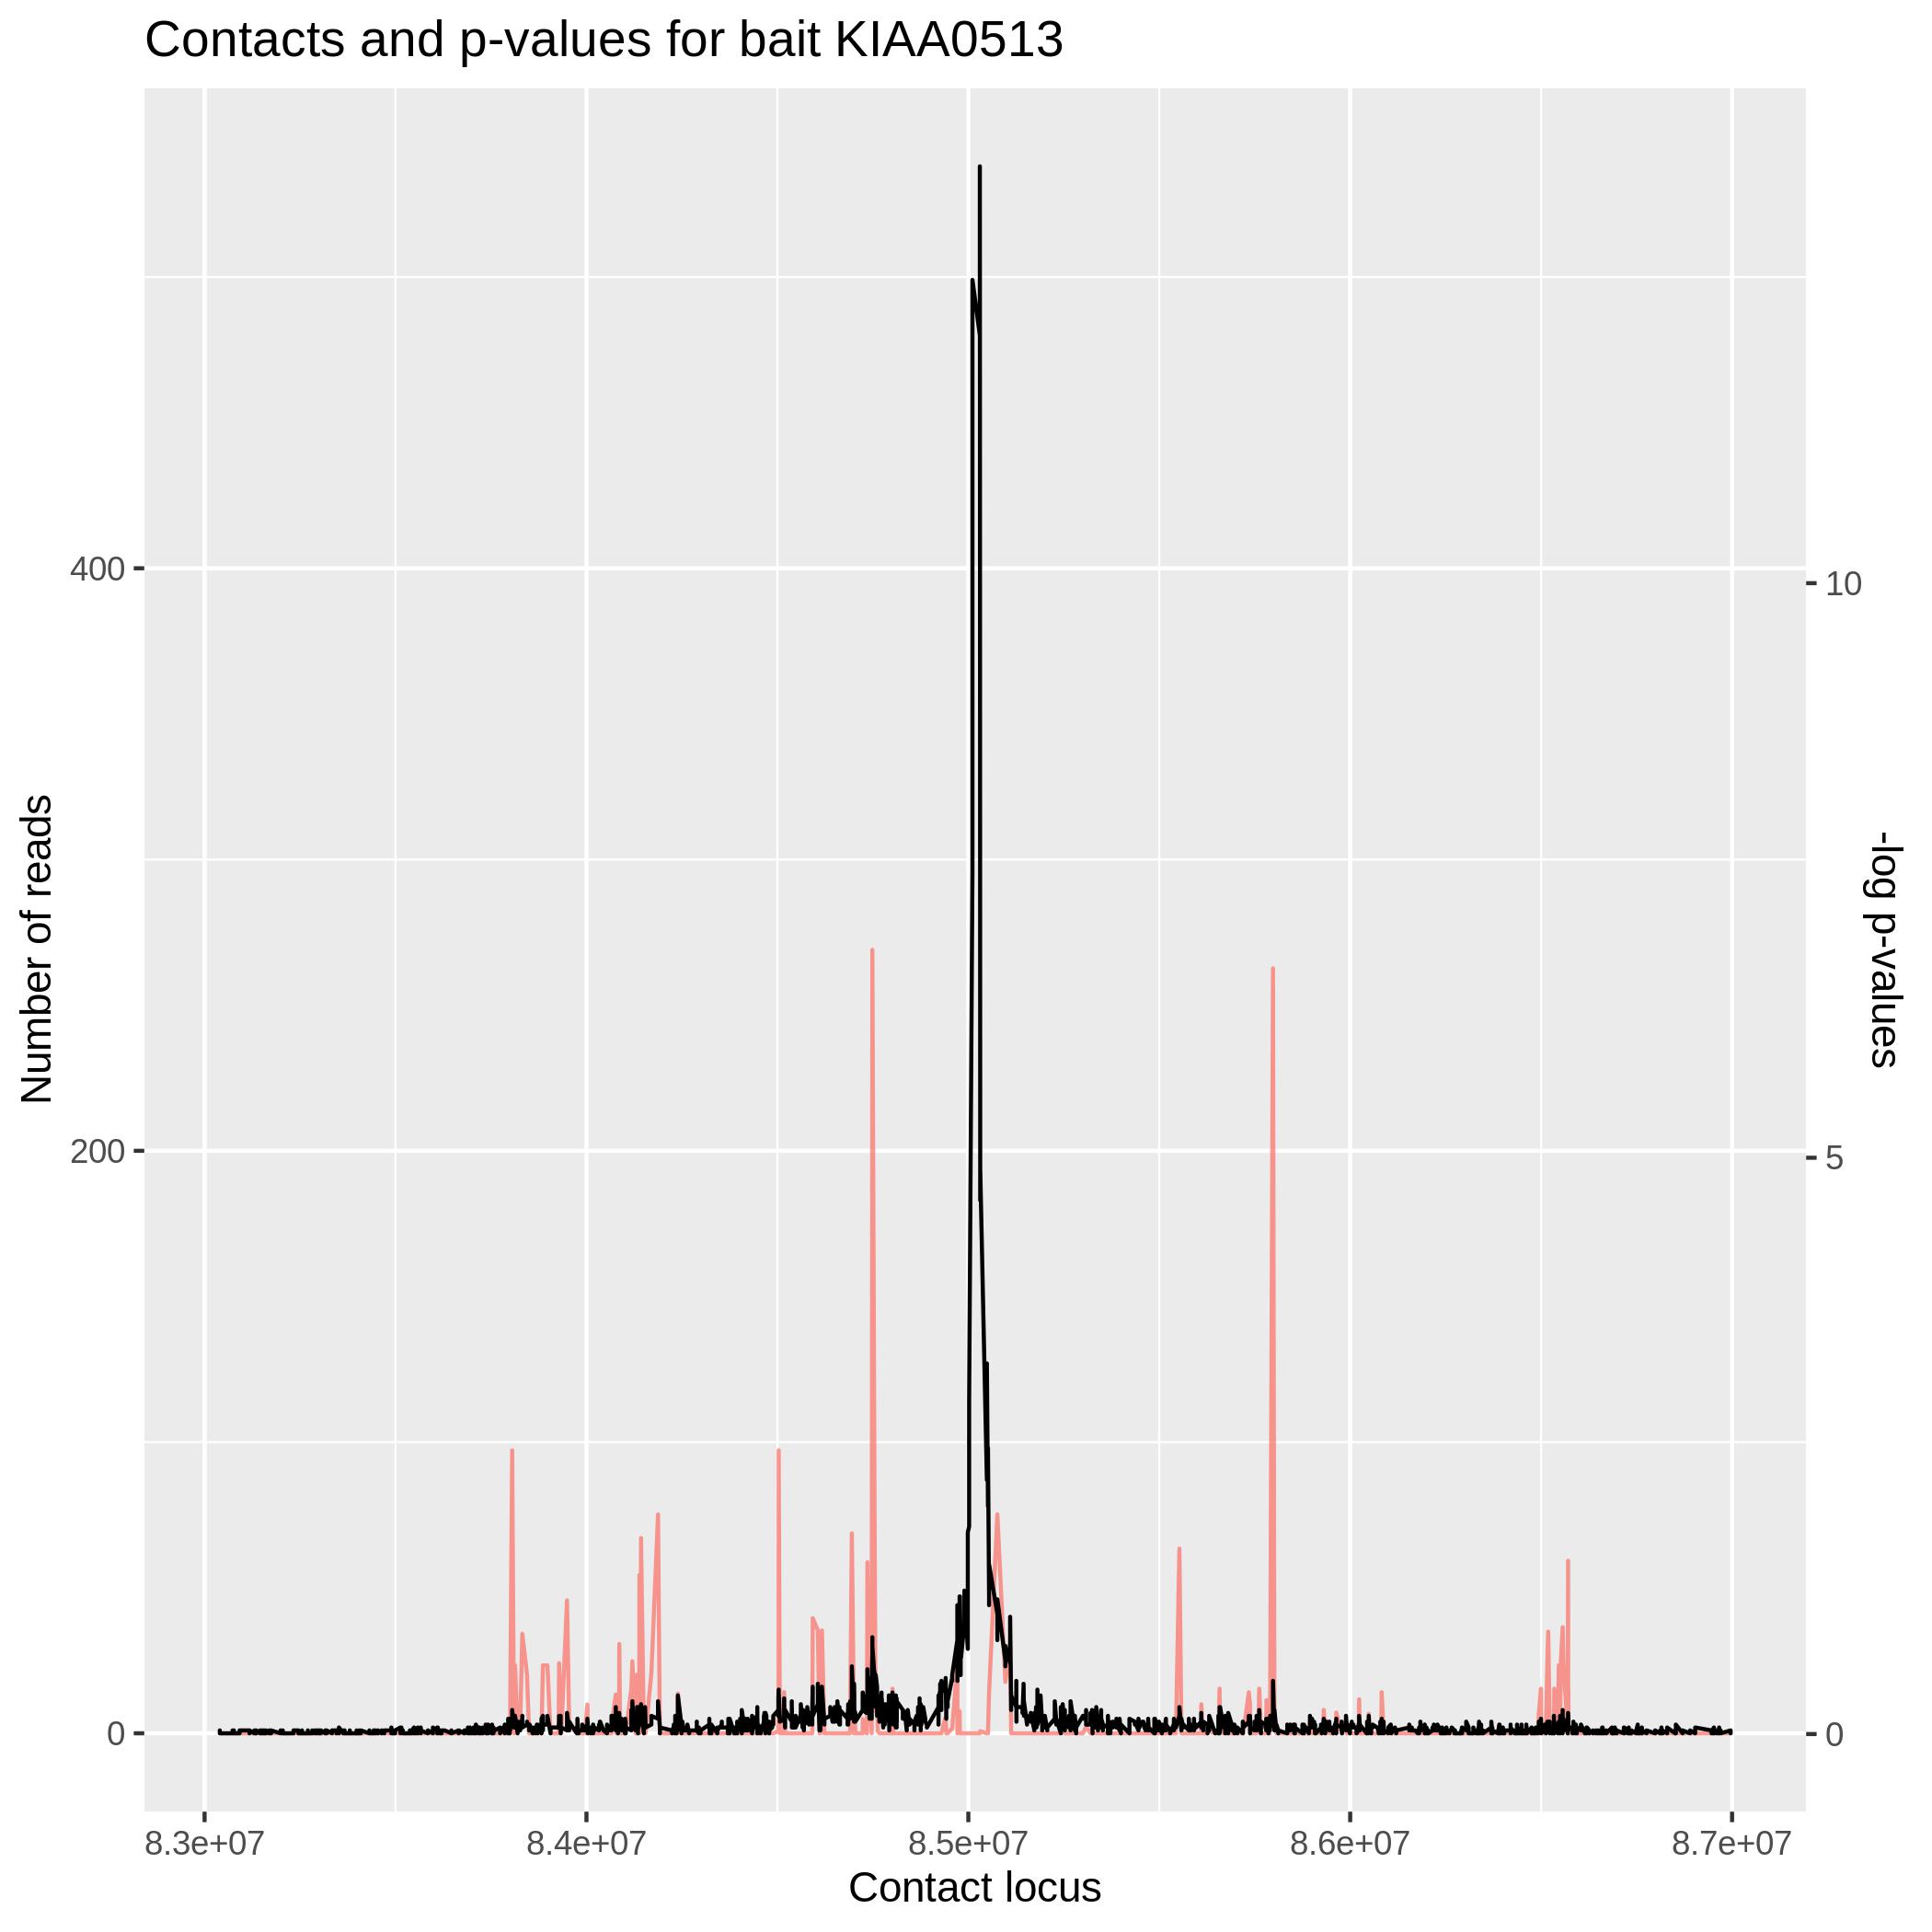 Contacts and p-values for bait KIAA0513
Number of reads
400
200
0
10
5
0
-log p-values
8.3e+07 8.4e+07 8.5e+07 8.6e+07 8.7e+07
Contact locus